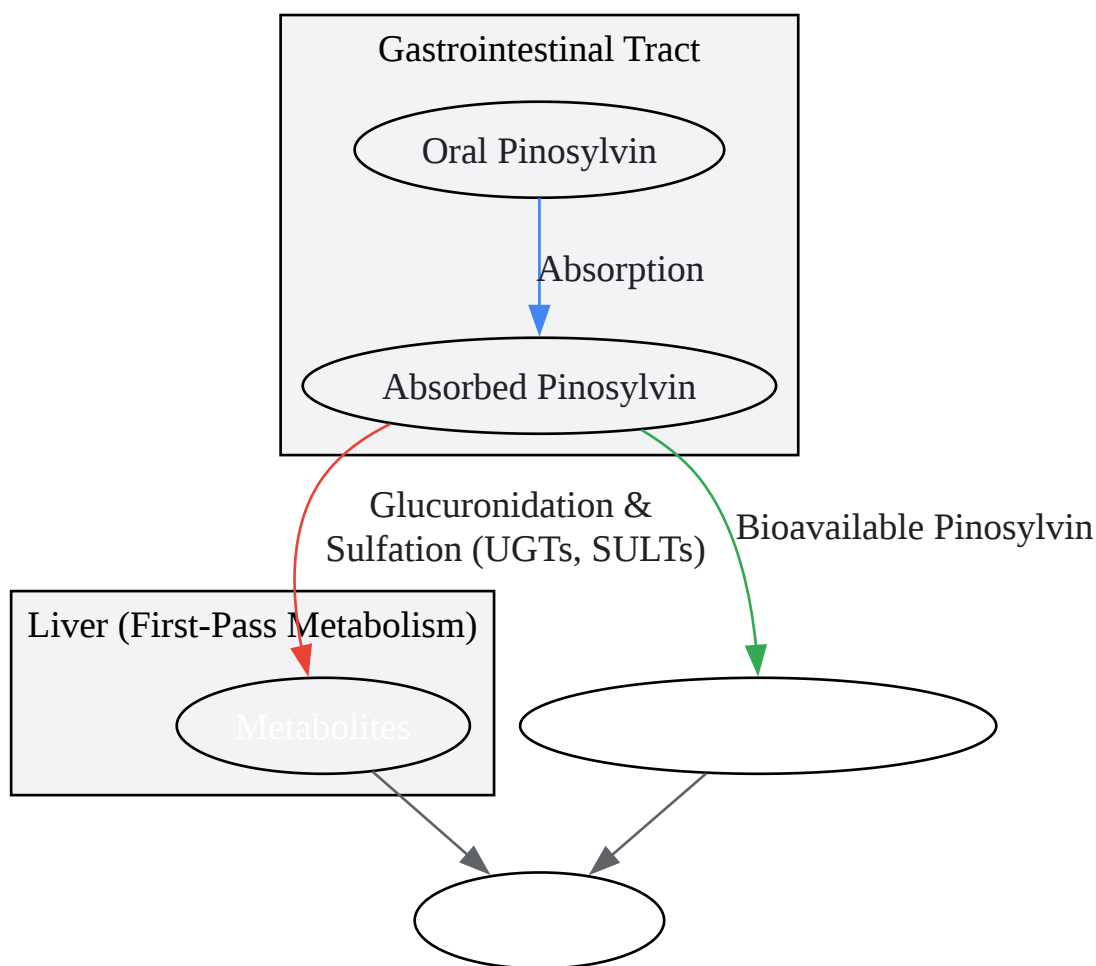 Gastrointestinal Tract
Oral Pinosylvin
Absorption
Absorbed Pinosylvin
Glucuronidation &
Sulfation (UGTs, SULTs)
Bioavailable Pinosylvin
Liver (First-Pass Metabolism)
Metabolites